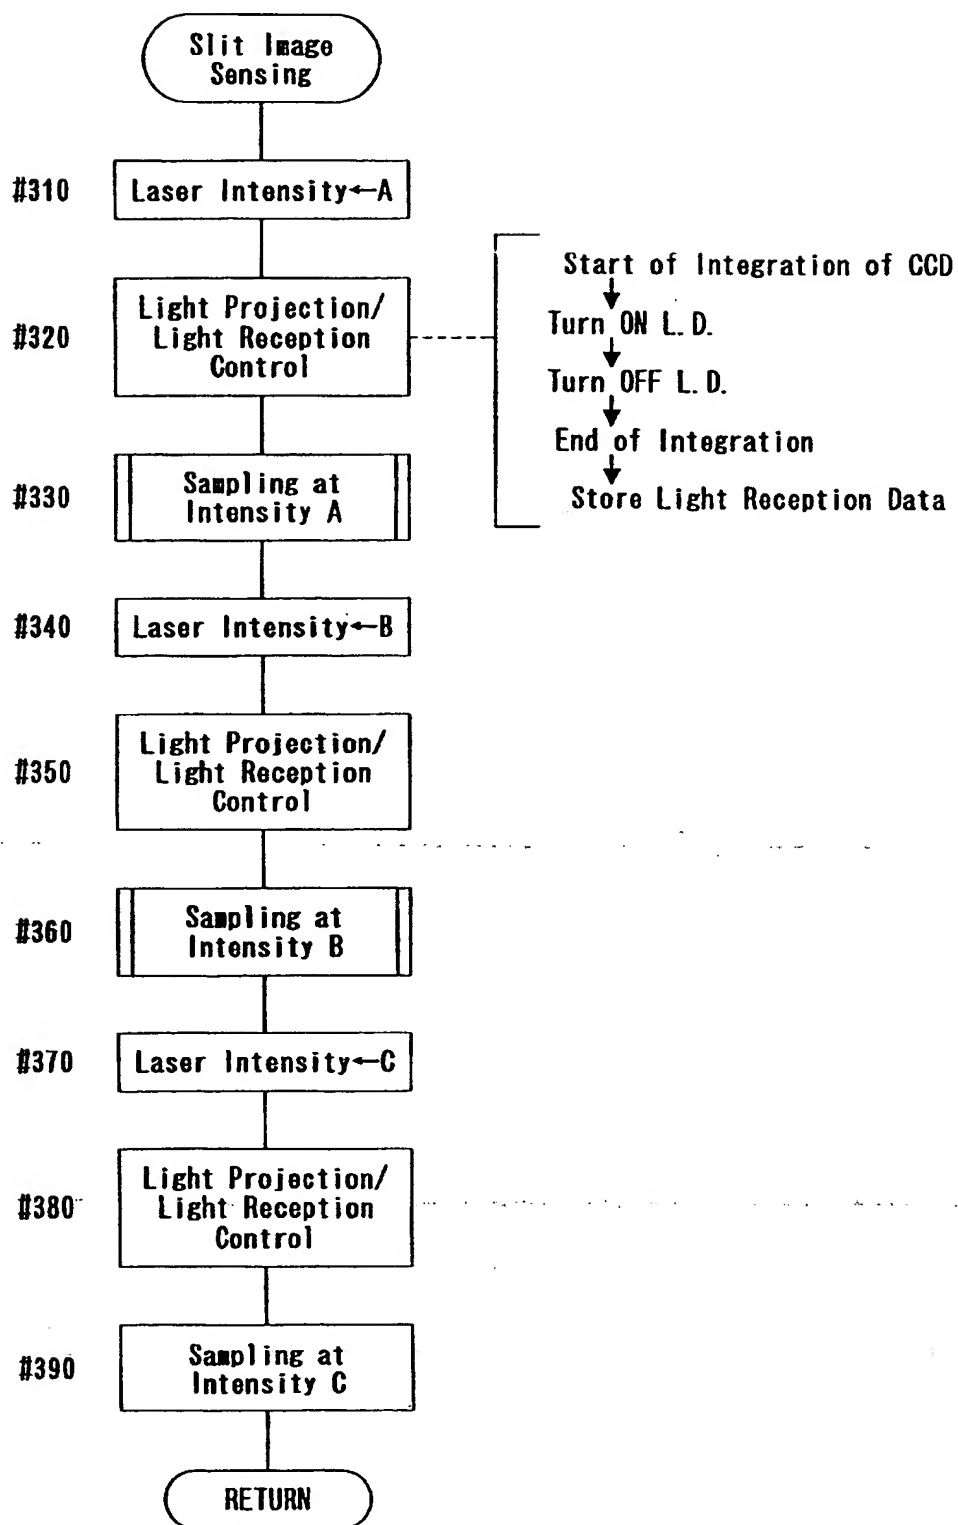 Slit Image
Sensing
#310
Laser Intensity←A
#320
Light Projection/
Light Reception
Control
Start of Integration of CCD
Turn ON L.D.
Turn OFF L.D.
End of Integration
Store Light Reception Data
#330
Sampling at
Intensity A
#340
Laser Intensity←B
#350
Light Projection/
Light Reception
Control
#360
Sampling at
Intensity B
#370
Laser Intensity←C
#380
Light Projection/
Light Reception
Control
#390
Sampling at
Intensity C
RETURN